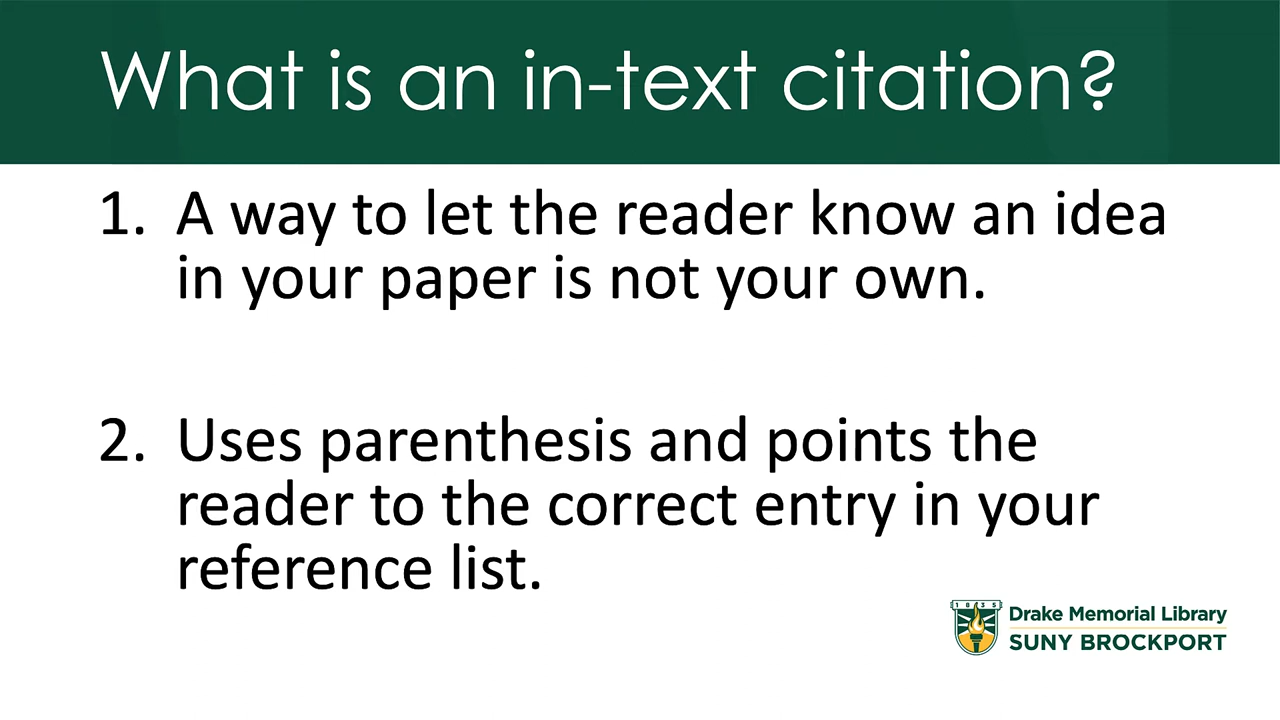 What is an in-text citation?
1. A way to let the reader know an idea
in your paper is not your own.
2. Uses parenthesis and points the
reader to the correct entry in your
reference list.
1835
Drake Memorial Library
SUNY BROCKPORT